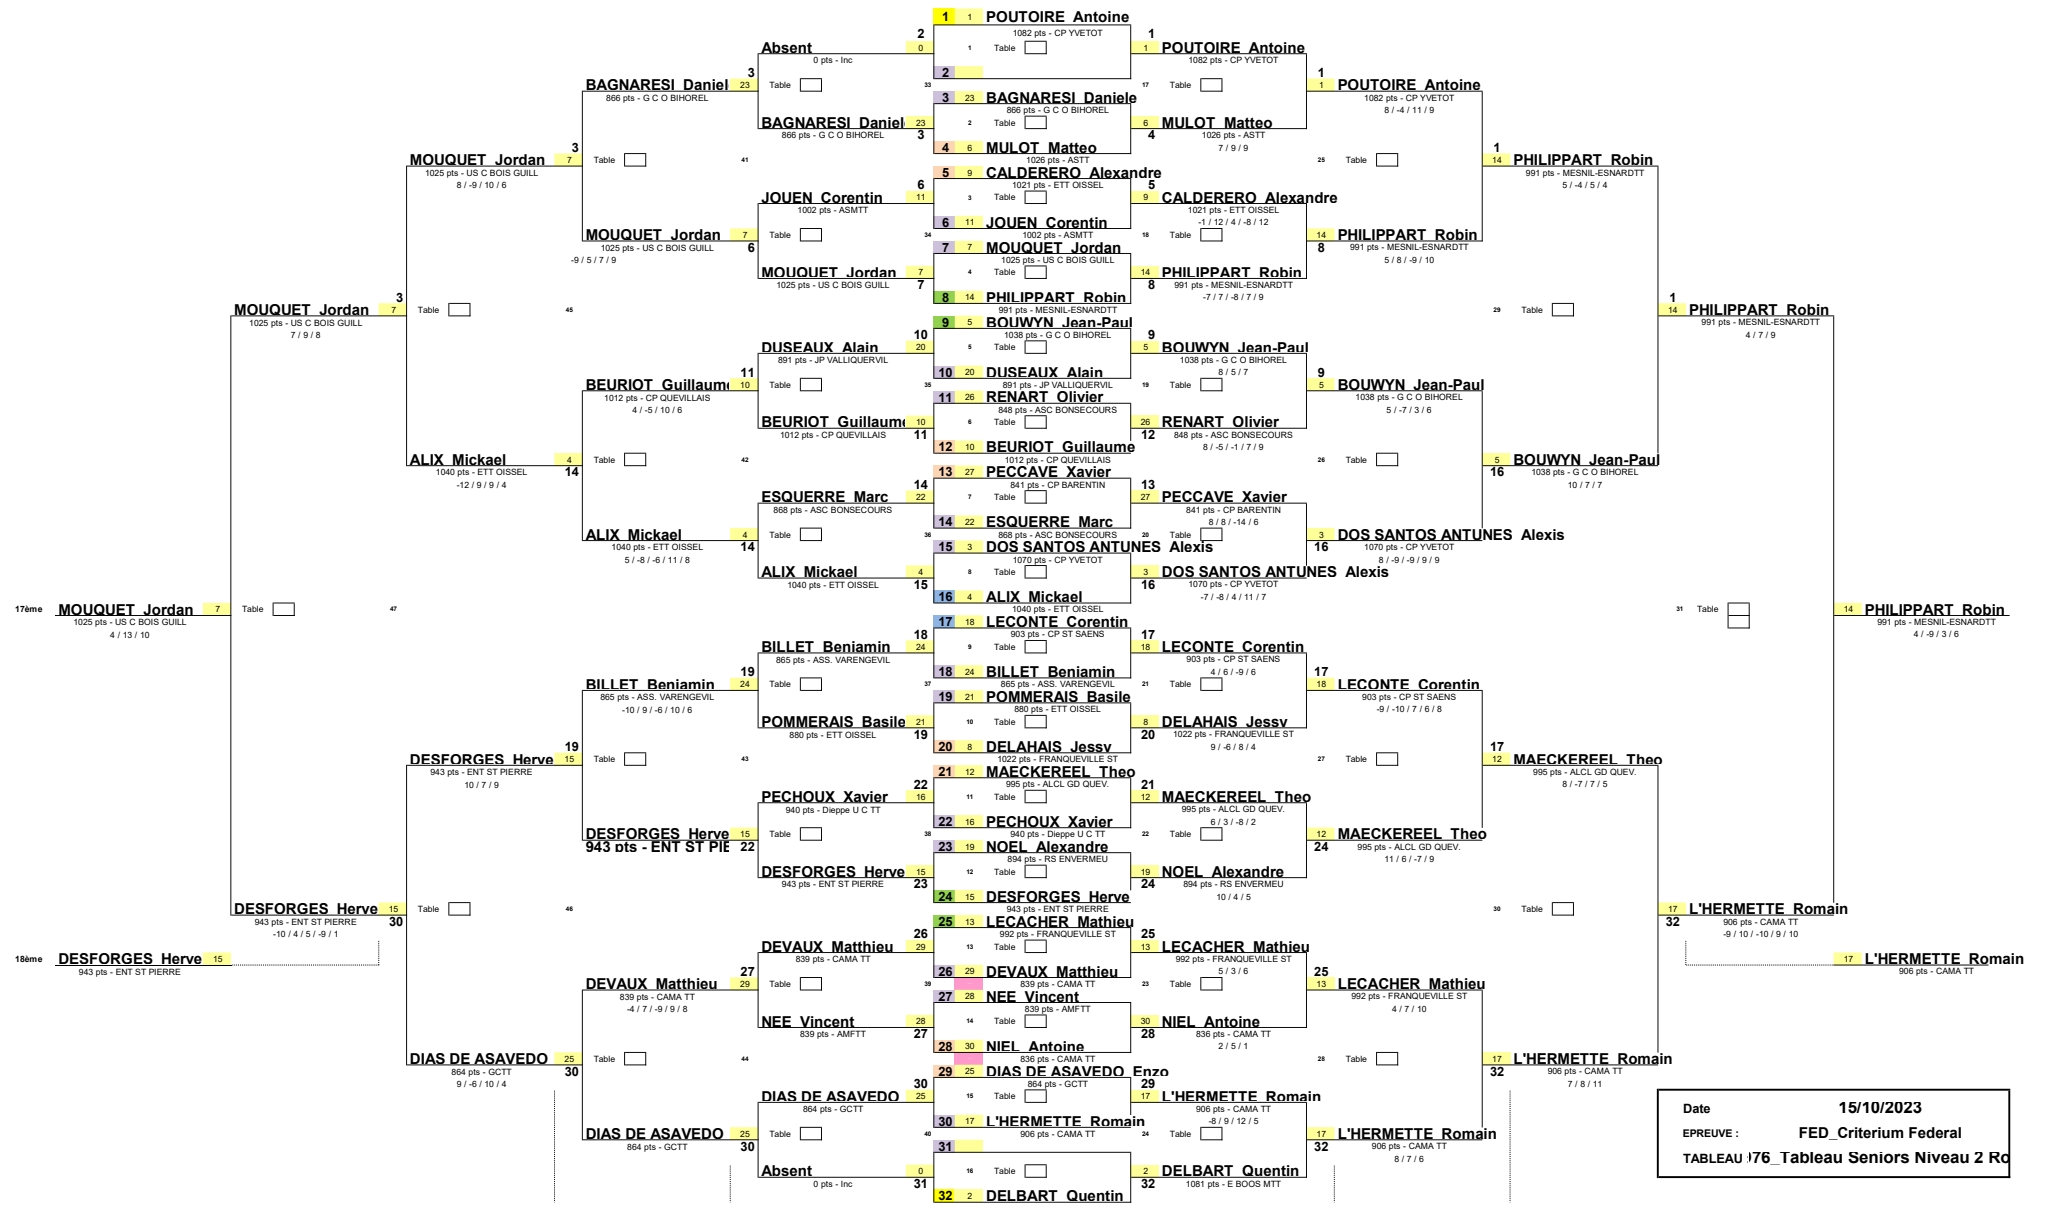 17ème
MOUQUET Jordan 7
1025 pts - US C BOIS GUILL
4 / 13 / 10
Table 47
18ème
DESFORGES Herve 15
943 pts - ENT ST PIERRE
3
MOUQUET Jordan 7
1025 pts - US C BOIS GUILL
7 / 9 / 8
Table 45
DESFORGES Herve 15
943 pts - ENT ST PIERRE 30
-10 / 4 / 5 / -9 / 1
Table 46
3
MOUQUET Jordan 7
1025 pts - US C BOIS GUILL
8 / -9 / 10 / 6
Table 41
ALIX Mickael 4
1040 pts - ETT OISSEL 14
-12 / 9 / 9 / 4
Table 42
19
DESFORGES Herve 15
943 pts - ENT ST PIERRE
10 / 7 / 9
Table 43
DIAS DE ASAVEDO 25
864 pts - GCTT 30
9 / -6 / 10 / 4
Table 44
3
BAGNARESI Daniel 23
866 pts - G C O BIHOREL
Table 33
MOUQUET Jordan 7
1025 pts - US C BOIS GUILL 6
-9 / 5 / 7 / 9
Table 34
11
BEURIOT Guillaume 10
1012 pts - CP QUEVILLAIS
4 / -5 / 10 / 6
Table 35
ALIX Mickael 4
1040 pts - ETT OISSEL 14
5 / -8 / -6 / 11 / 8
Table 36
19
BILLET Benjamin 24
865 pts - ASS. VARENGEVIL
-10 / 9 / -6 / 10 / 6
Table 37
DESFORGES Herve 15
943 pts - ENT ST PIE 22
Table 38
27
DEVAUX Matthieu 29
839 pts - CAMA TT
-4 / 7 / -9 / 9 / 8
Table 39
DIAS DE ASAVEDO 25
864 pts - GCTT 30
Table 40
2
Absent 0
0 pts - Inc
BAGNARESI Daniel 23
866 pts - G C O BIHOREL 3
6
JOUEN Corentin 11
1002 pts - ASMTT
MOUQUET Jordan 7
1025 pts - US C BOIS GUILL 7
10
DUSEAUX Alain 20
891 pts - JP VALLIQUERVIL
BEURIOT Guillaume 10
1012 pts - CP QUEVILLAIS 11
14
ESQUERRE Marc 22
868 pts - ASC BONSECOURS
ALIX Mickael 4
1040 pts - ETT OISSEL 15
18
BILLET Benjamin 24
865 pts - ASS. VARENGEVIL
POMMERAIS Basile 21
880 pts - ETT OISSEL 19
22
PECHOUX Xavier 16
940 pts - Dieppe U C TT
DESFORGES Herve 15
943 pts - ENT ST PIERRE 23
26
DEVAUX Matthieu 29
839 pts - CAMA TT
NEE Vincent 28
839 pts - AMFTT 27
30
DIAS DE ASAVEDO 25
864 pts - GCTT
Absent 0
0 pts - Inc 31
1 1 POUTOIRE Antoine
1082 pts - CP YVETOT
1 Table
2
3 23 BAGNARESI Daniele
866 pts - G C O BIHOREL
2 Table
4 6 MULOT Matteo
1026 pts - ASTT
5 9 CALDERERO Alexandre
1021 pts - ETT OISSEL
3 Table
6 11 JOUEN Corentin
1002 pts - ASMTT
7 7 MOUQUET Jordan
1025 pts - US C BOIS GUILL
4 Table
8 14 PHILIPPART Robin
991 pts - MESNIL-ESNARDTT
9 5 BOUWYN Jean-Paul
1038 pts - G C O BIHOREL
5 Table
10 20 DUSEAUX Alain
891 pts - JP VALLIQUERVIL
11 26 RENART Olivier
848 pts - ASC BONSECOURS
6 Table
12 10 BEURIOT Guillaume
1012 pts - CP QUEVILLAIS
13 27 PECCAVE Xavier
841 pts - CP BARENTIN
7 Table
14 22 ESQUERRE Marc
868 pts - ASC BONSECOURS
15 3 DOS SANTOS ANTUNES Alexis
1070 pts - CP YVETOT
8 Table
16 4 ALIX Mickael
1040 pts - ETT OISSEL
17 18 LECONTE Corentin
903 pts - CP ST SAENS
9 Table
18 24 BILLET Benjamin
865 pts - ASS. VARENGEVIL
19 21 POMMERAIS Basile
880 pts - ETT OISSEL
10 Table
20 8 DELAHAIS Jessy
1022 pts - FRANQUEVILLE ST
21 12 MAECKEREEL Theo
995 pts - ALCL GD QUEV.
11 Table
22 16 PECHOUX Xavier
940 pts - Dieppe U C TT
23 19 NOEL Alexandre
894 pts - RS ENVERMEU
12 Table
24 15 DESFORGES Herve
943 pts - ENT ST PIERRE
25 13 LECACHER Mathieu
992 pts - FRANQUEVILLE ST
13 Table
26 29 DEVAUX Matthieu
839 pts - CAMA TT
27 28 NEE Vincent
839 pts - AMFTT
14 Table
28 30 NIEL Antoine
836 pts - CAMA TT
29 25 DIAS DE ASAVEDO Enzo
864 pts - GCTT
15 Table
30 17 L'HERMETTE Romain
906 pts - CAMA TT
31
16 Table
32 2 DELBART Quentin
1
1 POUTOIRE Antoine
1082 pts - CP YVETOT
17 Table
6 MULOT Matteo
4 1026 pts - ASTT
7 / 9 / 9
5
9 CALDERERO Alexandre
1021 pts - ETT OISSEL
-1 / 12 / 4 / -8 / 12
18 Table
14 PHILIPPART Robin
8 991 pts - MESNIL-ESNARDTT
-7 / 7 / -8 / 7 / 9
9
5 BOUWYN Jean-Paul
1038 pts - G C O BIHOREL
8 / 5 / 7
19 Table
26 RENART Olivier
12 848 pts - ASC BONSECOURS
8 / -5 / -1 / 7 / 9
13
27 PECCAVE Xavier
841 pts - CP BARENTIN
8 / 8 / -14 / 6
20 Table
3 DOS SANTOS ANTUNES Alexis
16 1070 pts - CP YVETOT
-7 / -8 / 4 / 11 / 7
17
18 LECONTE Corentin
903 pts - CP ST SAENS
4 / 6 / -9 / 6
21 Table
8 DELAHAIS Jessy
20 1022 pts - FRANQUEVILLE ST
9 / -6 / 8 / 4
21
12 MAECKEREEL Theo
995 pts - ALCL GD QUEV.
6 / 3 / -8 / 2
22 Table
19 NOEL Alexandre
24 894 pts - RS ENVERMEU
10 / 4 / 5
25
13 LECACHER Mathieu
992 pts - FRANQUEVILLE ST
5 / 3 / 6
23 Table
30 NIEL Antoine
28 836 pts - CAMA TT
2 / 5 / 1
29
17 L'HERMETTE Romain
906 pts - CAMA TT
-8 / 9 / 12 / 5
24 Table
2 DELBART Quentin
32 1081 pts - E BOOS MTT
1
1 POUTOIRE Antoine
1082 pts - CP YVETOT
8 / -4 / 11 / 9
25 Table
14 PHILIPPART Robin
8 991 pts - MESNIL-ESNARDTT
5 / 8 / -9 / 10
9
5 BOUWYN Jean-Paul
1038 pts - G C O BIHOREL
5 / -7 / 3 / 6
26 Table
3 DOS SANTOS ANTUNES Alexis
16 1070 pts - CP YVETOT
8 / -9 / -9 / 9 / 9
17
18 LECONTE Corentin
903 pts - CP ST SAENS
-9 / -10 / 7 / 6 / 8
27 Table
12 MAECKEREEL Theo
24 995 pts - ALCL GD QUEV.
11 / 6 / -7 / 9
25
13 LECACHER Mathieu
992 pts - FRANQUEVILLE ST
4 / 7 / 10
28 Table
17 L'HERMETTE Romain
32 906 pts - CAMA TT
8 / 7 / 6
1
14 PHILIPPART Robin
991 pts - MESNIL-ESNARDTT
5 / -4 / 5 / 4
29 Table
5 BOUWYN Jean-Paul
16 1038 pts - G C O BIHOREL
10 / 7 / 7
17
12 MAECKEREEL Theo
995 pts - ALCL GD QUEV.
8 / -7 / 7 / 5
30 Table
17 L'HERMETTE Romain
32 906 pts - CAMA TT
7 / 8 / 11
1
14 PHILIPPART Robin
991 pts - MESNIL-ESNARDTT
4 / 7 / 9
31 Table
17 L'HERMETTE Romain
32 906 pts - CAMA TT
-9 / 10 / -10 / 9 / 10
14 PHILIPPART Robin
991 pts - MESNIL-ESNARDTT
4 / -9 / 3 / 6
17 L'HERMETTE Romain
906 pts - CAMA TT
Date 15/10/2023
EPREUVE : FED_Criterium Federal
TABLEAU : 76_Tableau Seniors Niveau 2 Ro